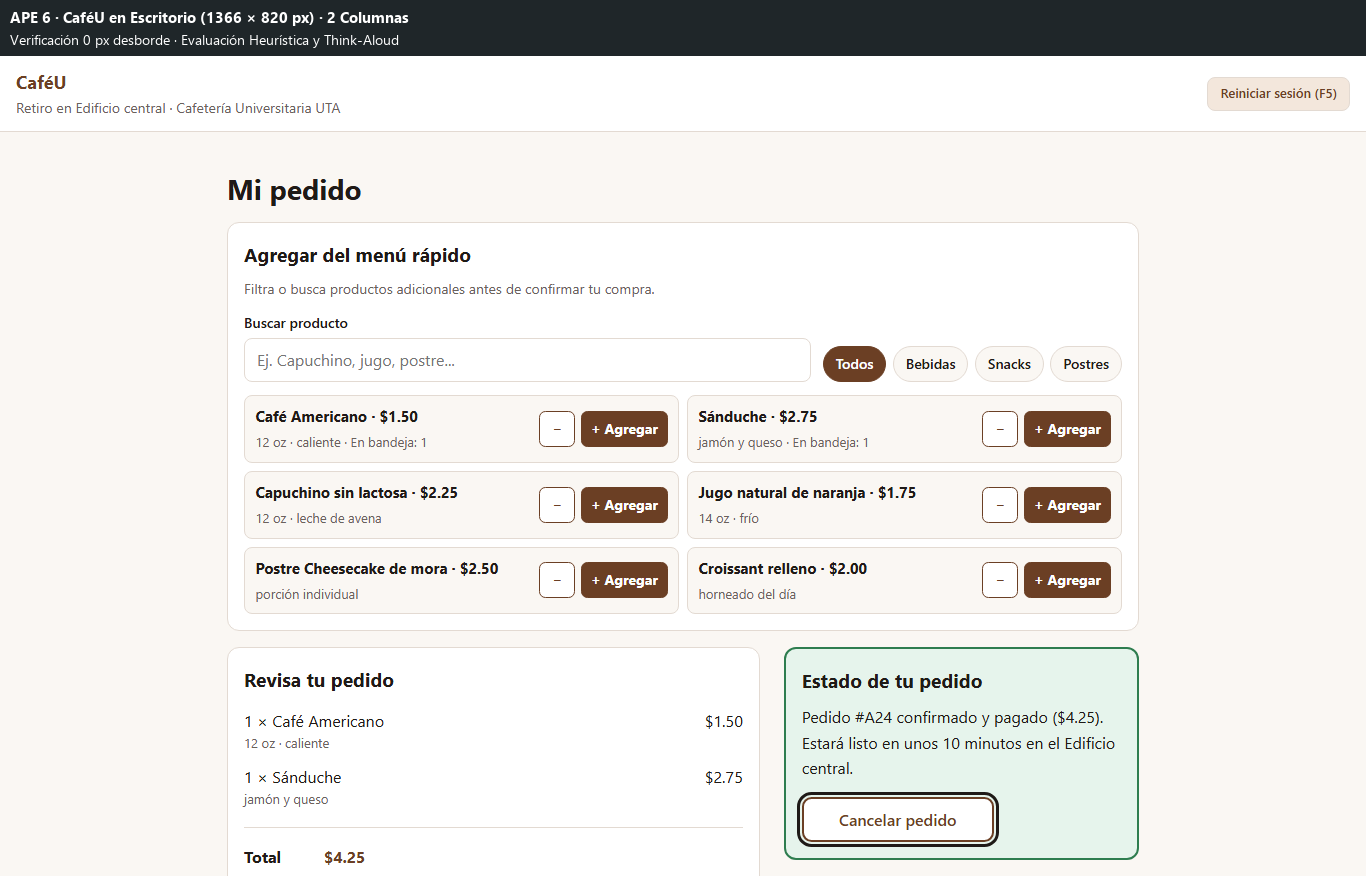 APE 6 · CaféU en Escritorio (1366 × 820 px) · 2 Columnas
Verificación 0 px desborde · Evaluación Heurística y Think-Aloud
CaféU
Retiro en Edificio central · Cafetería Universitaria UTA
Reiniciar sesión (F5)
Mi pedido
Agregar del menú rápido
Filtra o busca productos adicionales antes de confirmar tu compra.
Buscar producto
Ej. Capuchino, jugo, postre...
Todos
Bebidas
Snacks
Postres
Café Americano · $1.50
12 oz · caliente · En bandeja: 1
−
+ Agregar
Sánduche · $2.75
jamón y queso · En bandeja: 1
−
+ Agregar
Capuchino sin lactosa · $2.25
12 oz · leche de avena
−
+ Agregar
Jugo natural de naranja · $1.75
14 oz · frío
−
+ Agregar
Postre Cheesecake de mora · $2.50
porción individual
−
+ Agregar
Croissant relleno · $2.00
horneado del día
−
+ Agregar
Revisa tu pedido
1 × Café Americano $1.50
12 oz · caliente
1 × Sánduche $2.75
jamón y queso
Total $4.25
Estado de tu pedido
Pedido #A24 confirmado y pagado ($4.25).
Estará listo en unos 10 minutos en el Edificio
central.
Cancelar pedido